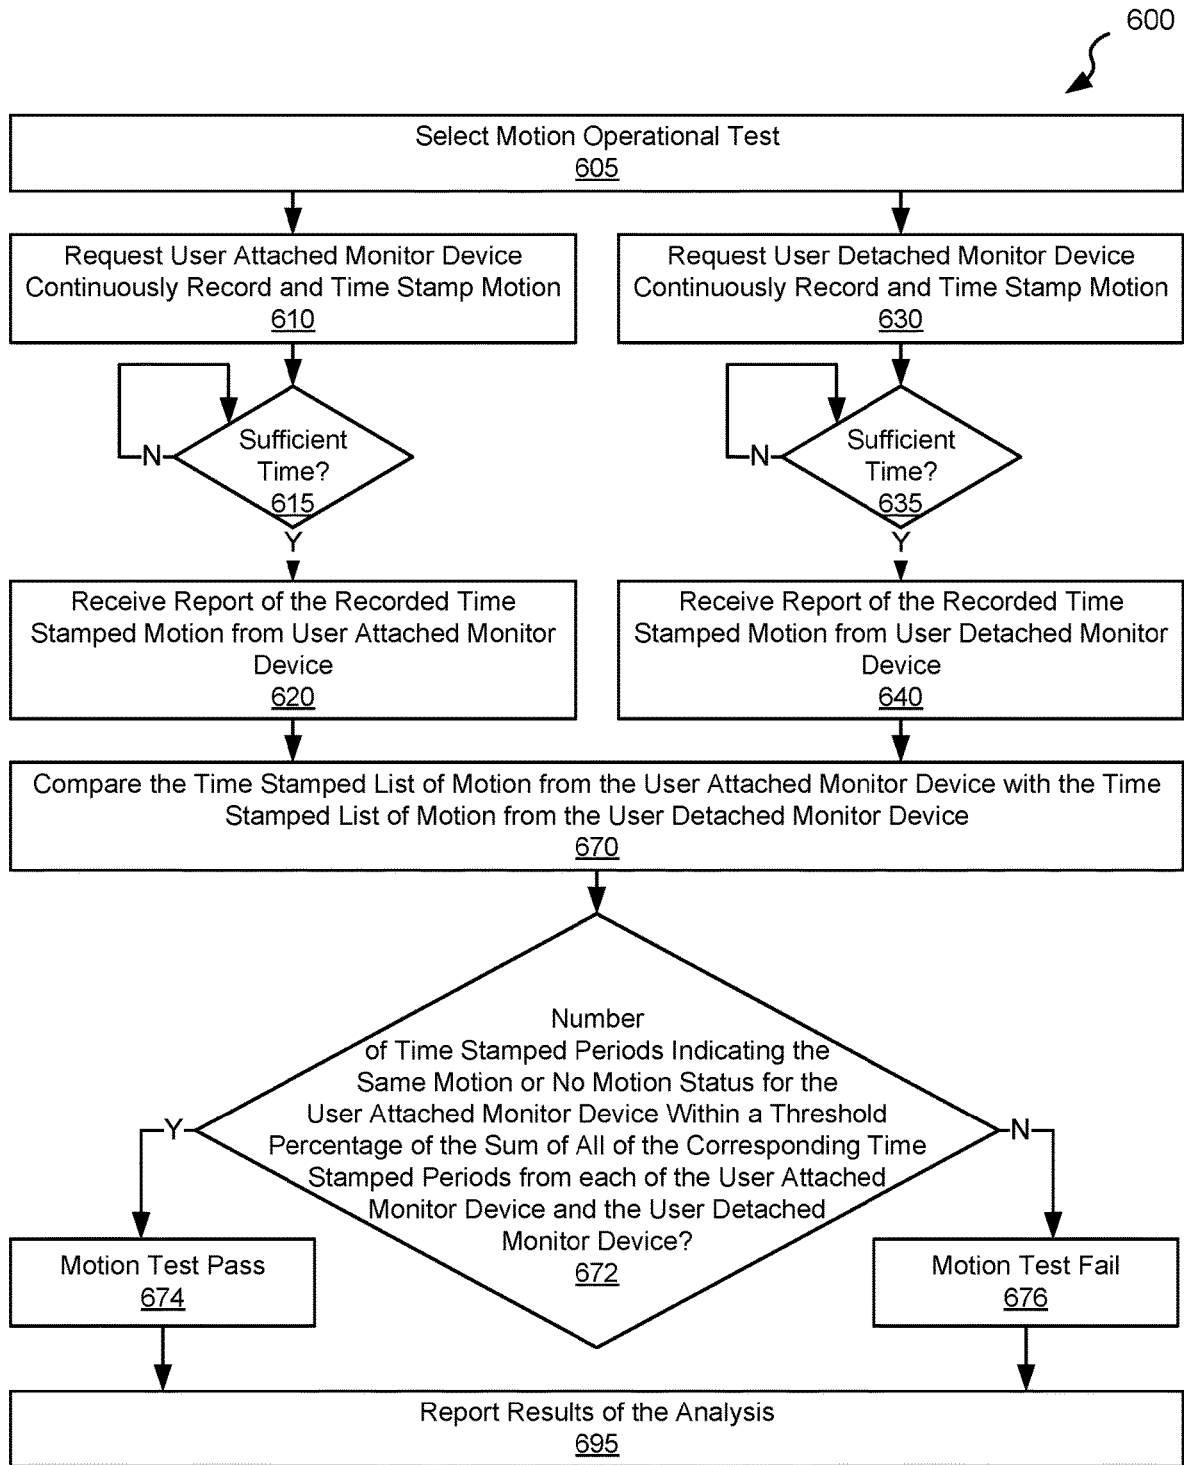 600
Select Motion Operational Test
605
Request User Attached Monitor Device
Continuously Record and Time Stamp Motion
610
Request User Detached Monitor Device
Continuously Record and Time Stamp Motion
630
Sufficient
Time?
615
N
Y
Sufficient
Time?
635
N
Y
Receive Report of the Recorded Time
Stamped Motion from User Attached Monitor
Device
620
Receive Report of the Recorded Time
Stamped Motion from User Detached Monitor
Device
640
Compare the Time Stamped List of Motion from the User Attached Monitor Device with the Time
Stamped List of Motion from the User Detached Monitor Device
670
Number
of Time Stamped Periods Indicating the
Same Motion or No Motion Status for the
User Attached Monitor Device Within a Threshold
Percentage of the Sum of All of the Corresponding Time
Stamped Periods from each of the User Attached
Monitor Device and the User Detached
Monitor Device?
672
Y
N
Motion Test Pass
674
Motion Test Fail
676
Report Results of the Analysis
695